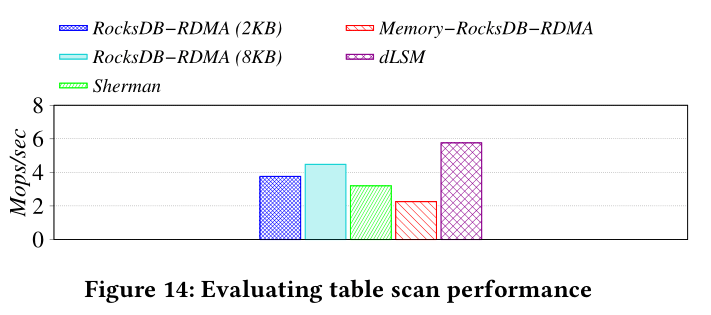 RocksDB−RDMA (2KB) Memory−RocksDB−RDMA
RocksDB−RDMA (8KB) dLSM
Sherman
8
6
4
2
0
Mops/sec
Figure 14: Evaluating table scan performance